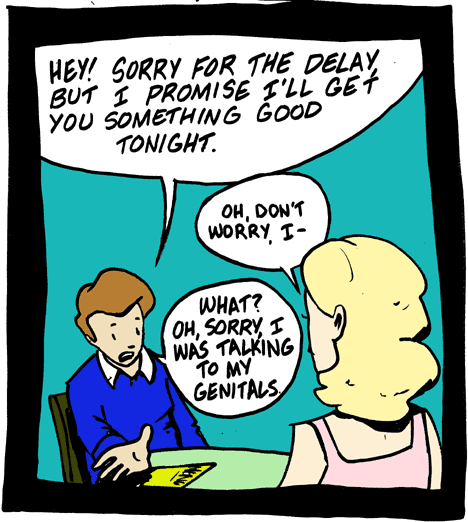 HEY! SORRY FOR THE DELAY,
BUT I PROMISE I'LL GET
YOU SOMETHING GOOD
TONIGHT.
OH, DON'T
WORRY, I-
WHAT?
OH, SORRY, I
WAS TALKING
TO MY
GENITALS.